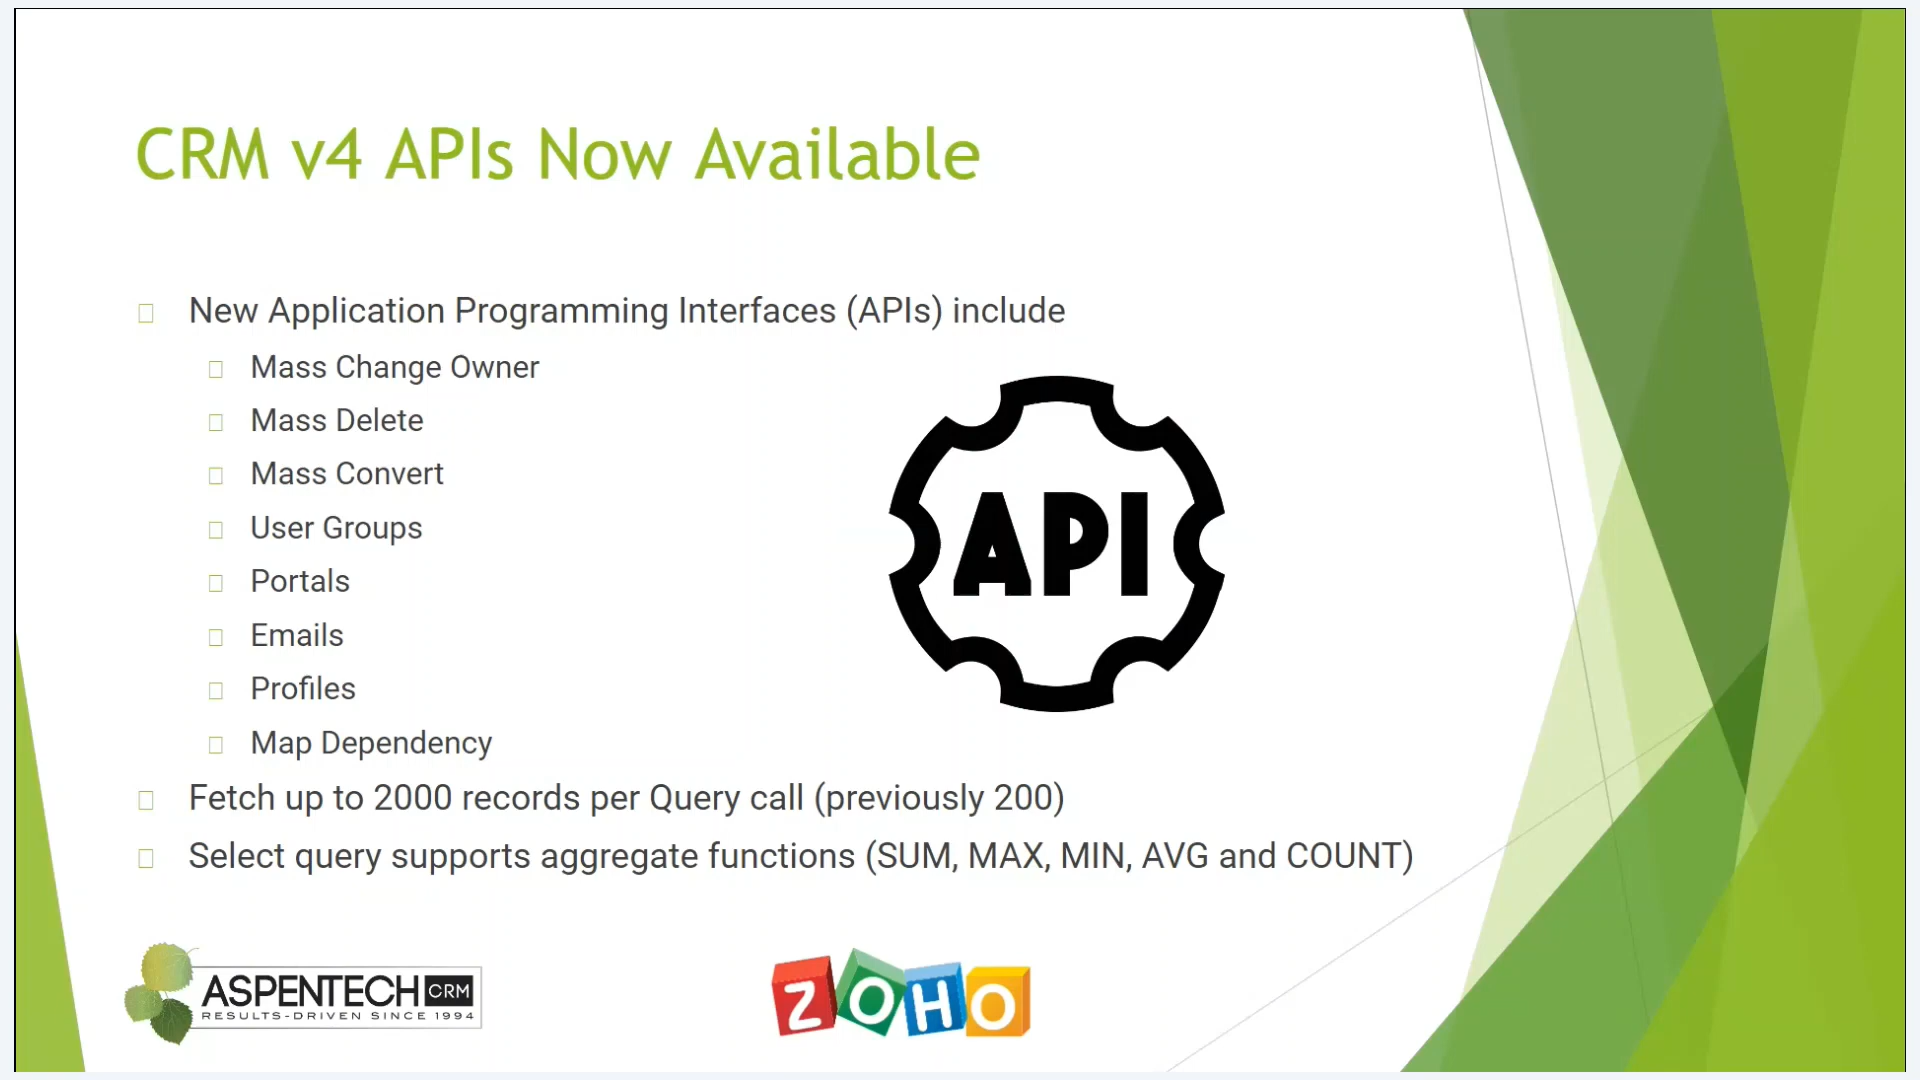 CRM v4 APIs Now Available
New Application Programming Interfaces (APIs) include
Mass Change Owner
Mass Delete
Mass Convert
User Groups
Portals
Emails
Profiles
Map Dependency
API
Fetch up to 2000 records per Query call (previously 200)
Select query supports aggregate functions (SUM, MAX, MIN, AVG and COUNT)
ASPENTECH CRM
RESULTS-DRIVEN SINCE 1994
ZOHO